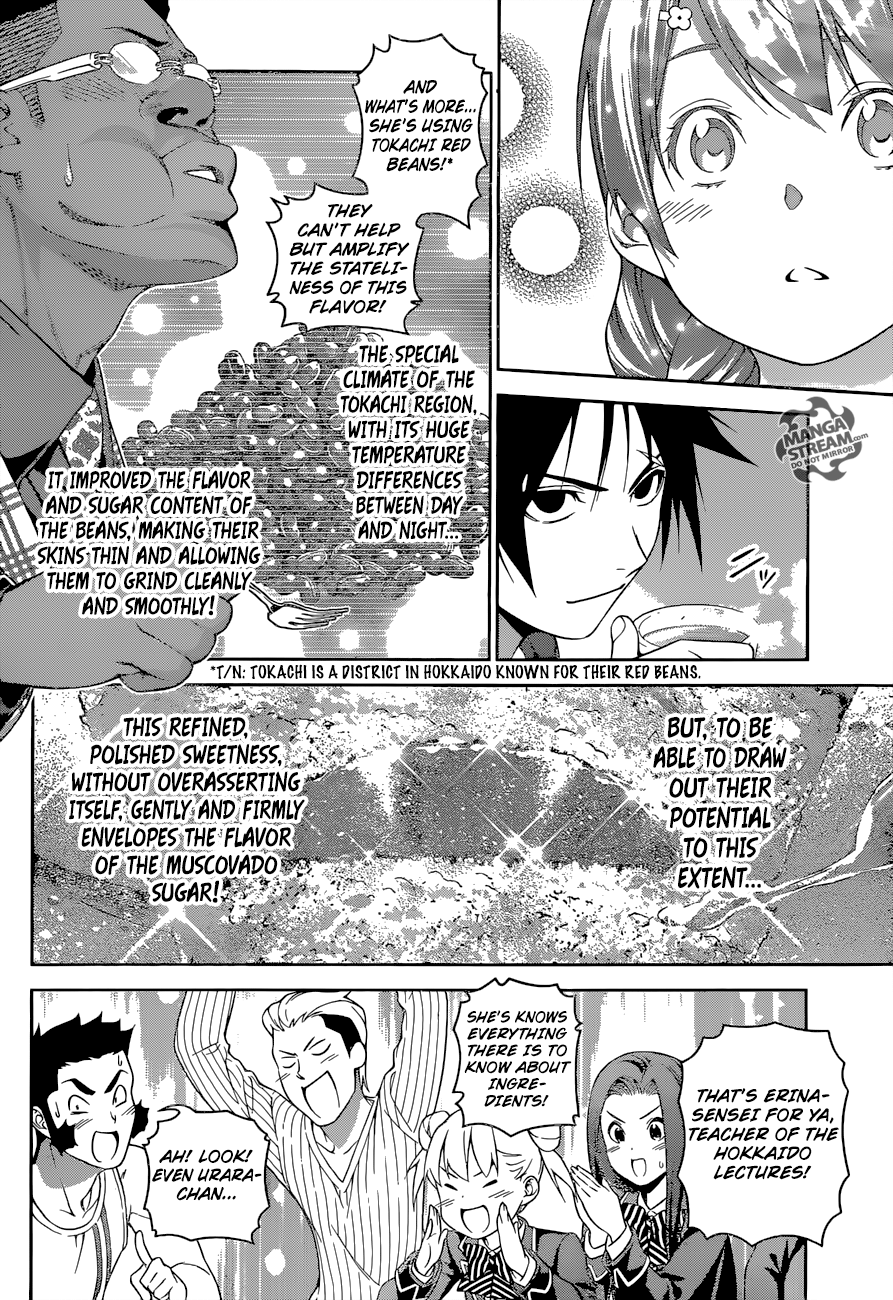 AND
WHAT'S MORE...
SHE'S USING
TOKACHI RED
BEANS!*
THEY
CAN'T HELP
BUT AMPLIFY
THE STATELI-
NESS OF THIS
FLAVOR!
THE SPECIAL
CLIMATE OF THE
TOKACHI REGION,
WITH ITS HUGE
TEMPERATURE
DIFFERENCES
BETWEEN DAY
AND NIGHT...
IT IMPROVED THE FLAVOR
AND SUGAR CONTENT OF
THE BEANS, MAKING THEIR
SKINS THIN AND ALLOWING
THEM TO GRIND CLEANLY
AND SMOOTHLY!
MANGA
STREAM.com
DO NOT MIRROR
*T/N: TOKACHI IS A DISTRICT IN HOKKAIDO KNOWN FOR THEIR RED BEANS.
BUT, TO BE
ABLE TO DRAW
OUT THEIR
POTENTIAL
TO THIS
EXTENT...
THIS REFINED,
POLISHED SWEETNESS,
WITHOUT OVERASSERTING
ITSELF, GENTLY AND FIRMLY
ENVELOPES THE FLAVOR
OF THE MUSCOVADO
SUGAR!
THAT'S ERINA-
SENSEI FOR YA,
TEACHER OF THE
HOKKAIDO
LECTURES!
SHE'S KNOWS
EVERYTHING
THERE IS TO
KNOW ABOUT
INGRE-
DIENTS!
AH! LOOK!
EVEN URARA-
CHAN...